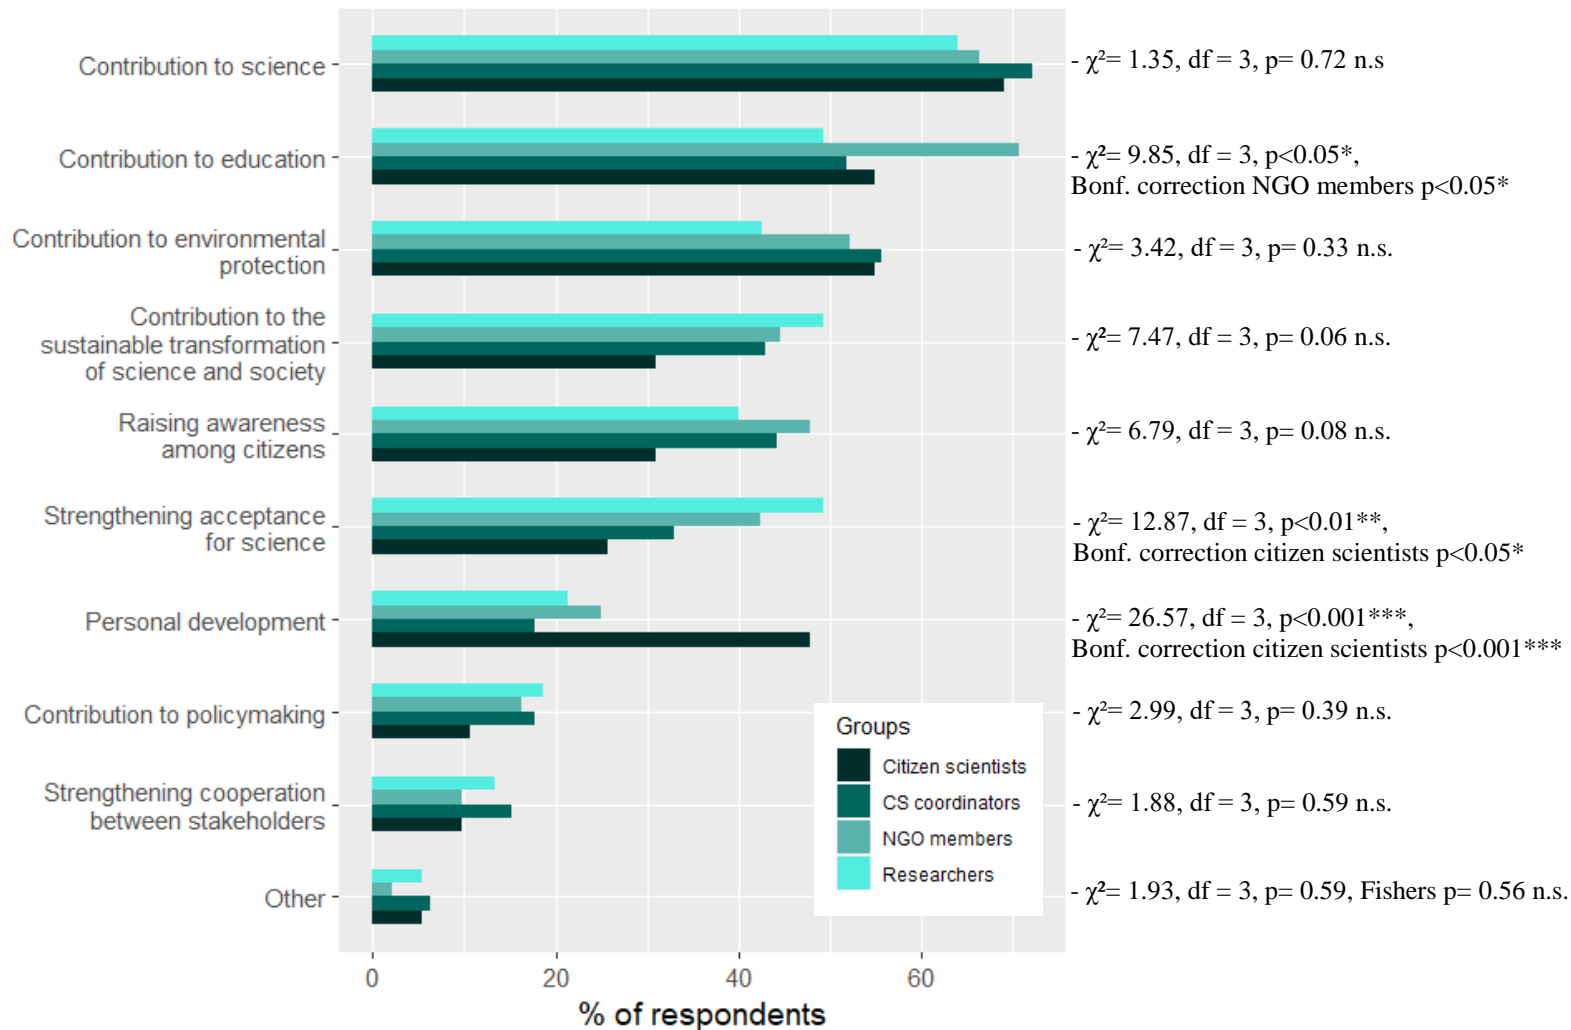 Contribution to science
- χ²= 1.35, df = 3, p= 0.72 n.s
Contribution to education
- χ²= 9.85, df = 3, p<0.05*,
Bonf. correction NGO members p<0.05*
Contribution to environmental
protection
- χ²= 3.42, df = 3, p= 0.33 n.s.
Contribution to the
sustainable transformation
of science and society
- χ²= 7.47, df = 3, p= 0.06 n.s.
Raising awareness
among citizens
- χ²= 6.79, df = 3, p= 0.08 n.s.
Strengthening acceptance
for science
- χ²= 12.87, df = 3, p<0.01**,
Bonf. correction citizen scientists p<0.05*
Personal development
- χ²= 26.57, df = 3, p<0.001***,
Bonf. correction citizen scientists p<0.001***
Contribution to policymaking
- χ²= 2.99, df = 3, p= 0.39 n.s.
Strengthening cooperation
between stakeholders
- χ²= 1.88, df = 3, p= 0.59 n.s.
Other
- χ²= 1.93, df = 3, p= 0.59, Fishers p= 0.56 n.s.
Groups
Citizen scientists
CS coordinators
NGO members
Researchers
0 20 40 60
% of respondents